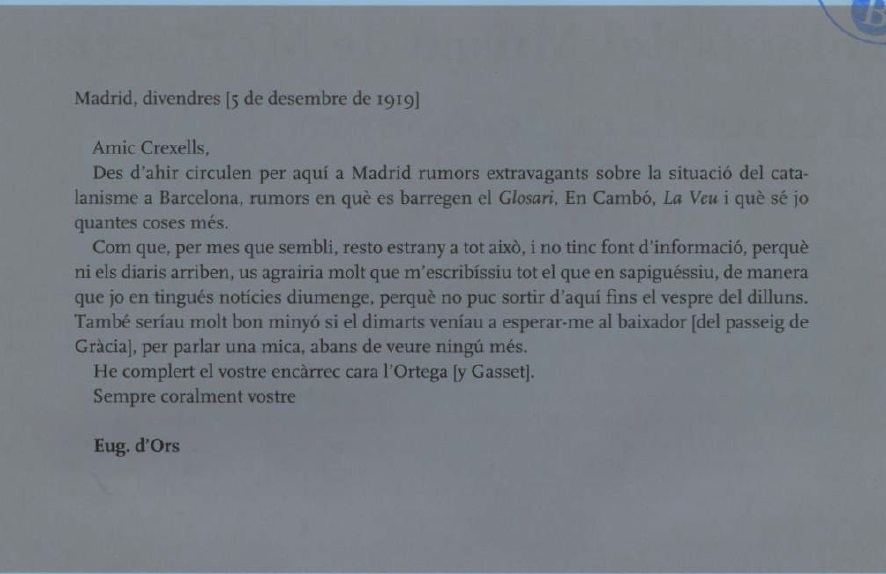 Madrid, divendres [5 de desembre de 1919]
Amic Crexells,
Des d'ahir circulen per aquí a Madrid rumors extravagants sobre la situació del cata-
lanisme a Barcelona, rumors en què es barregen el Glosari, En Cambó, La Veu i què sé jo
quantes coses més.
Com que, per mes que sembli, resto estrany a tot això, i no tinc font d'informació, perquè
ni els diaris arriben, us agrairia molt que m'escribíssiu tot el que en sapiguéssiu, de manera
que jo en tingués notícies diumenge, perquè no puc sortir d'aquí fins el vespre del dilluns.
També seríau molt bon minyó si el dimarts veníau a esperar-me al baixador [del passeig de
Gràcia], per parlar una mica, abans de veure ningú més.
He complert el vostre encàrrec cara l'Ortega [y Gasset].
Sempre coralment vostre
Eug. d'Ors